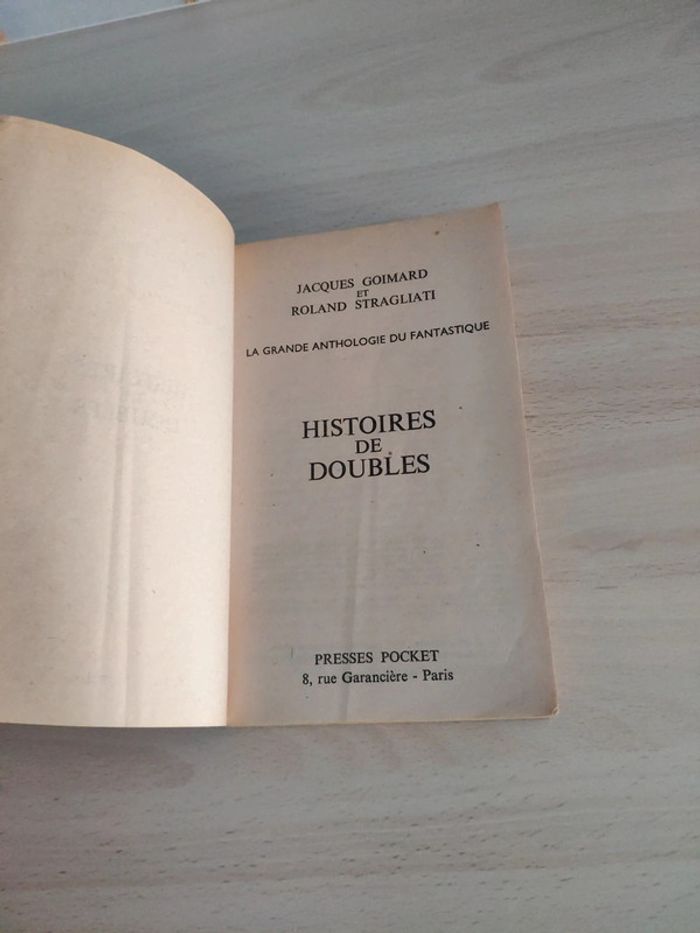 JACQUES GOIMARD
ET
ROLAND STRAGLIATI
LA GRANDE ANTHOLOGIE DU FANTASTIQUE
HISTOIRES
DE
DOUBLES
PRESSES POCKET
8, rue Garancière - Paris